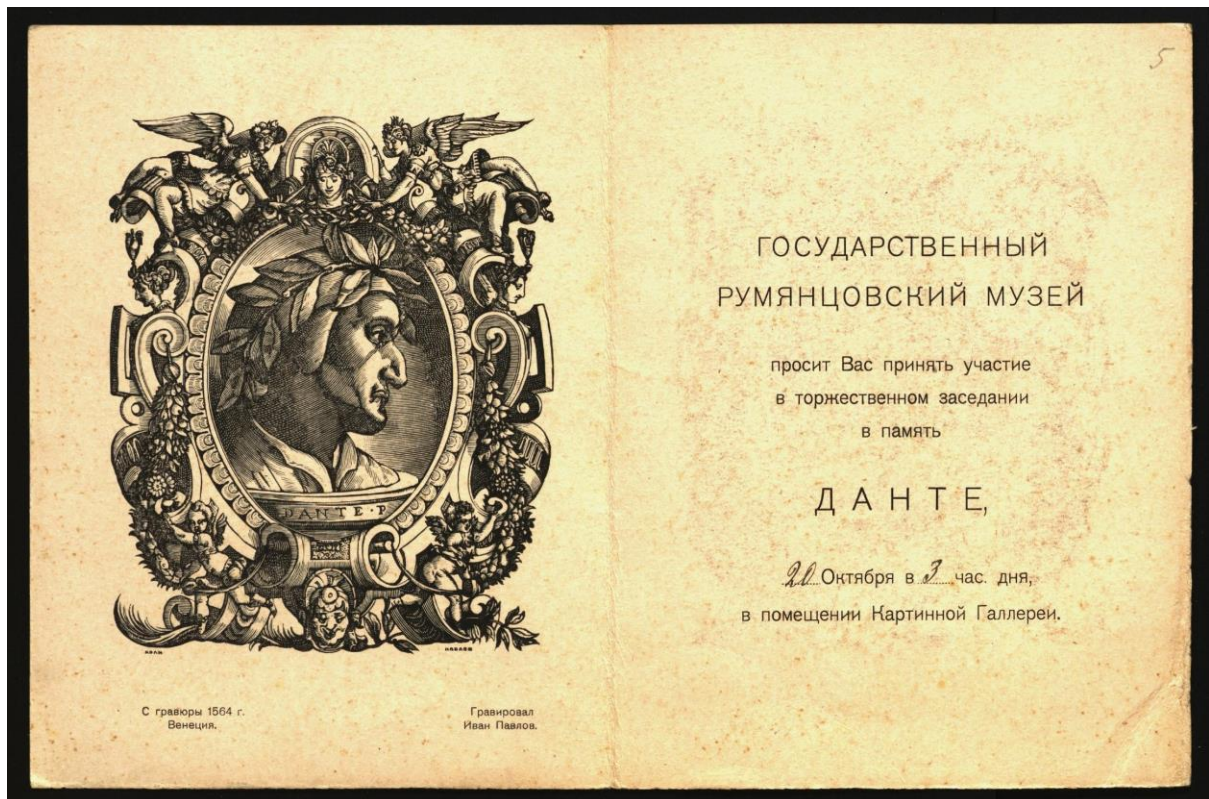 5
DANTE·P
С гравюры 1564 г.
Венеция.
Гравировал
Иван Павлов.
ГОСУДАРСТВЕННЫЙ
РУМЯНЦОВСКИЙ МУЗЕЙ
просит Вас принять участие
в торжественном заседании
в память
ДАНТЕ,
20 Октября в 3 час. дня,
в помещении Картинной Галлереи.